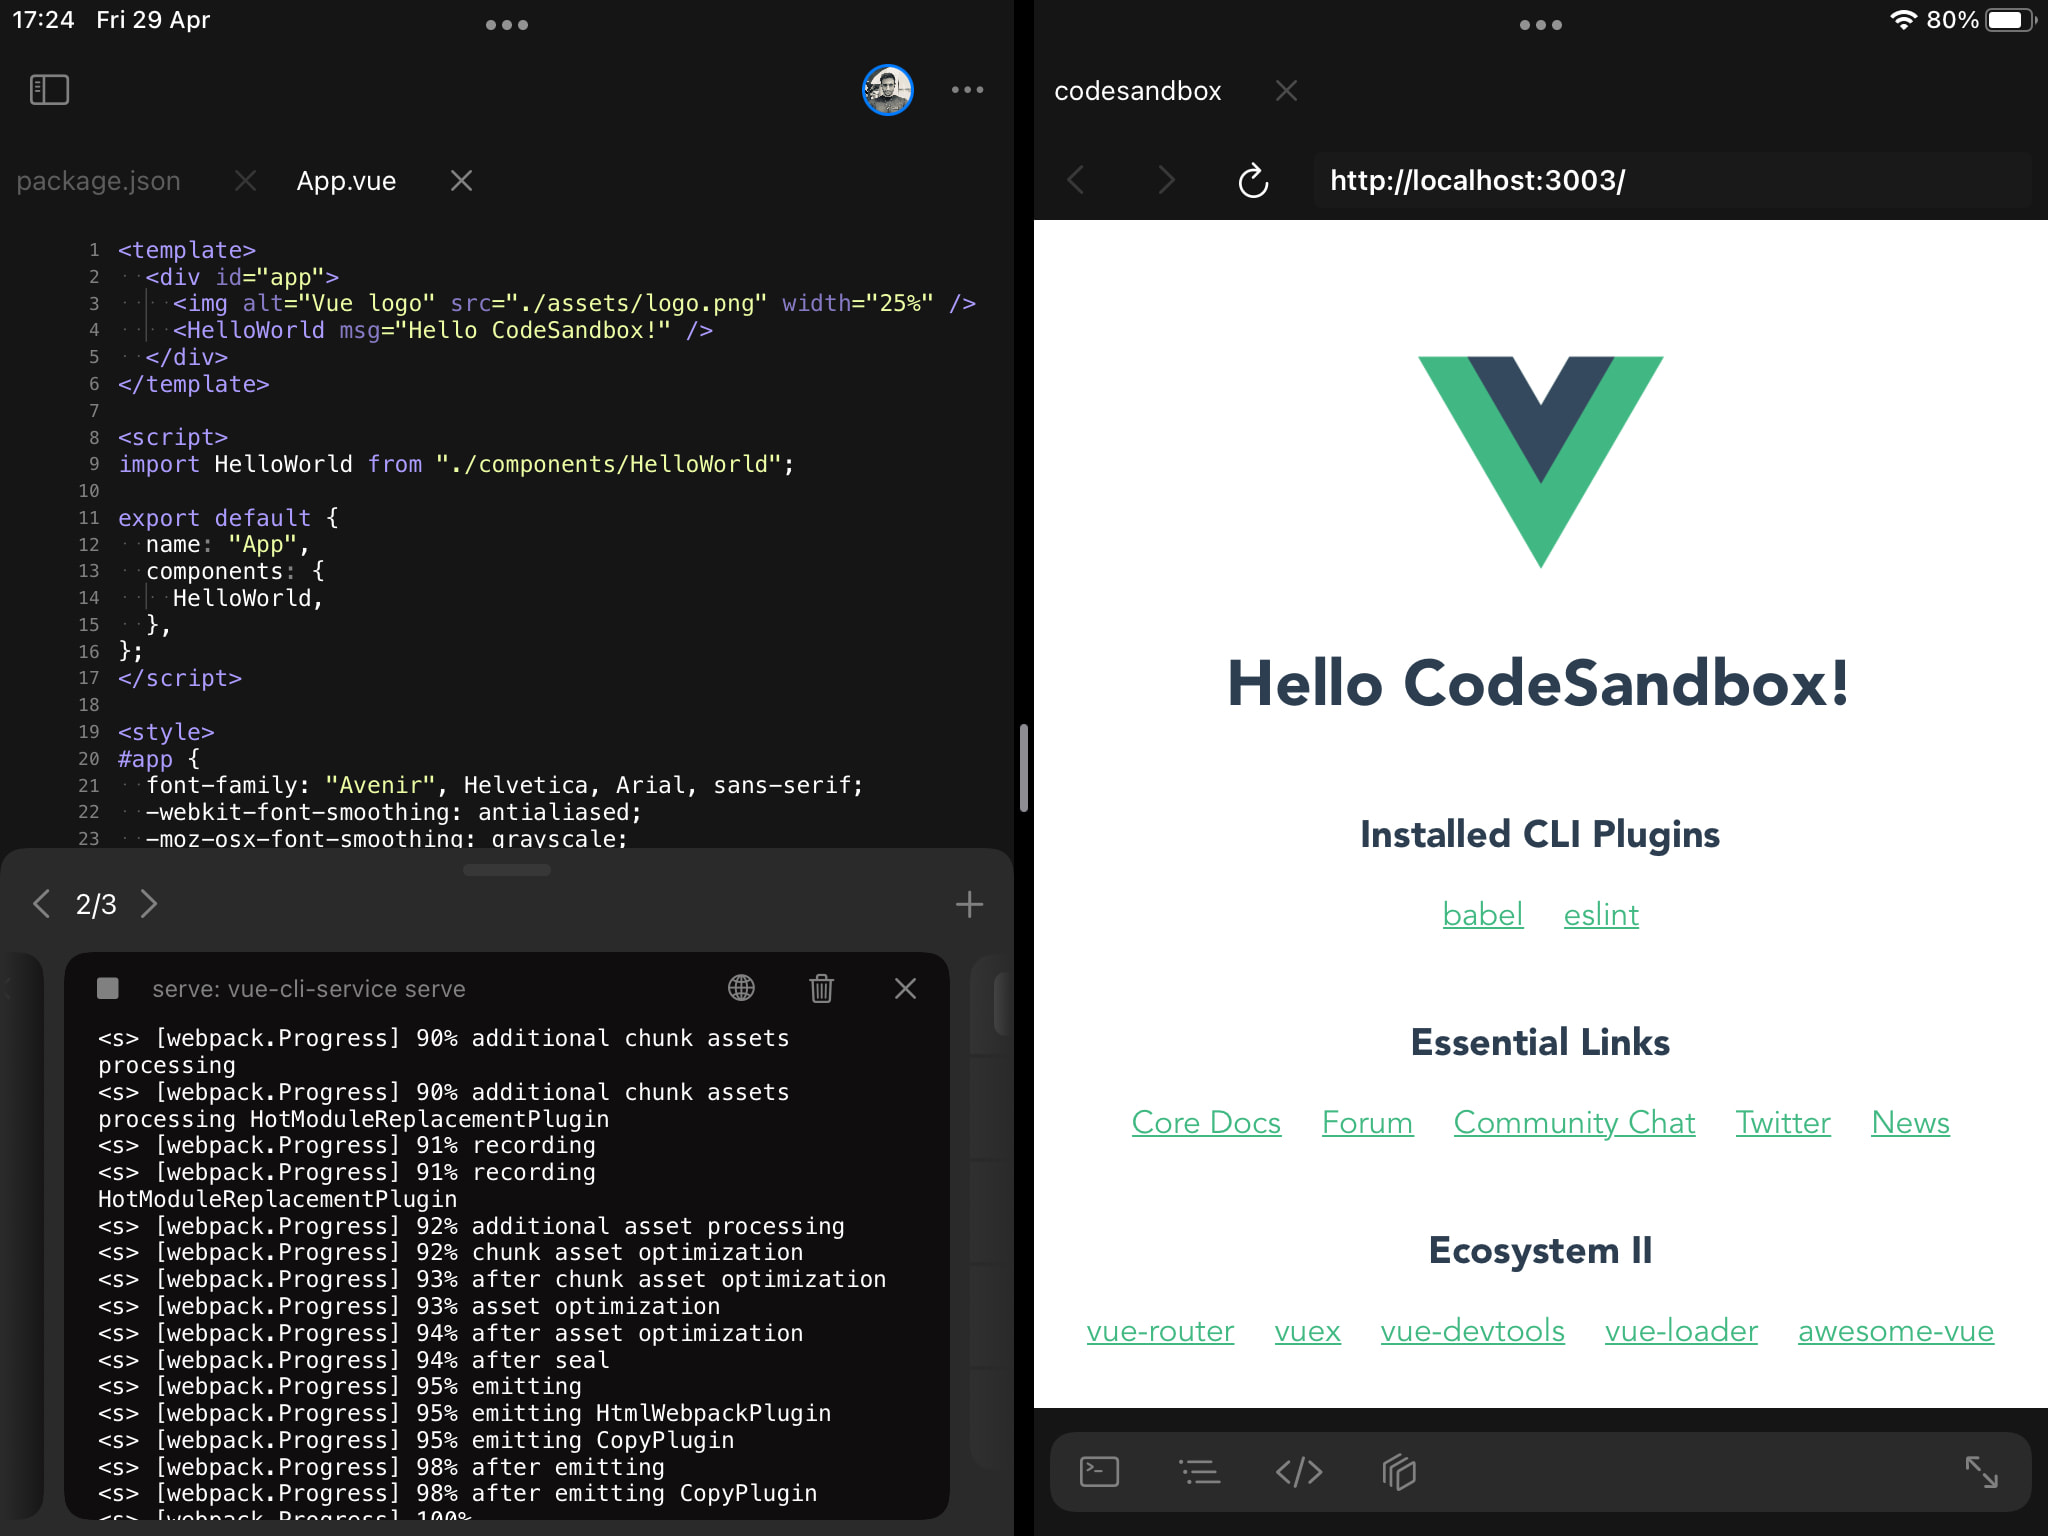 17:24 Fri 29 Apr
80%
package.json App.vue
1 <template>
2 <div id="app">
3 <img alt="Vue logo" src="./assets/logo.png" width="25%" />
4 <HelloWorld msg="Hello CodeSandbox!" />
5 </div>
6 </template>
7
8 <script>
9 import HelloWorld from "./components/HelloWorld";
10
11 export default {
12 name: "App",
13 components: {
14 HelloWorld,
15 },
16 };
17 </script>
18
19 <style>
20 #app {
21 font-family: "Avenir", Helvetica, Arial, sans-serif;
22 -webkit-font-smoothing: antialiased;
23 -moz-osx-font-smoothing: grayscale;
2/3
serve: vue-cli-service serve
<s> [webpack.Progress] 90% additional chunk assets
processing
<s> [webpack.Progress] 90% additional chunk assets
processing HotModuleReplacementPlugin
<s> [webpack.Progress] 91% recording
<s> [webpack.Progress] 91% recording
HotModuleReplacementPlugin
<s> [webpack.Progress] 92% additional asset processing
<s> [webpack.Progress] 92% chunk asset optimization
<s> [webpack.Progress] 93% after chunk asset optimization
<s> [webpack.Progress] 93% asset optimization
<s> [webpack.Progress] 94% after asset optimization
<s> [webpack.Progress] 94% after seal
<s> [webpack.Progress] 95% emitting
<s> [webpack.Progress] 95% emitting HtmlWebpackPlugin
<s> [webpack.Progress] 95% emitting CopyPlugin
<s> [webpack.Progress] 98% after emitting
<s> [webpack.Progress] 98% after emitting CopyPlugin
<s> [webpack.Progress] 100%
codesandbox
http://localhost:3003/
Hello CodeSandbox!
Installed CLI Plugins
babel eslint
Essential Links
Core Docs Forum Community Chat Twitter News
Ecosystem II
vue-router vuex vue-devtools vue-loader awesome-vue